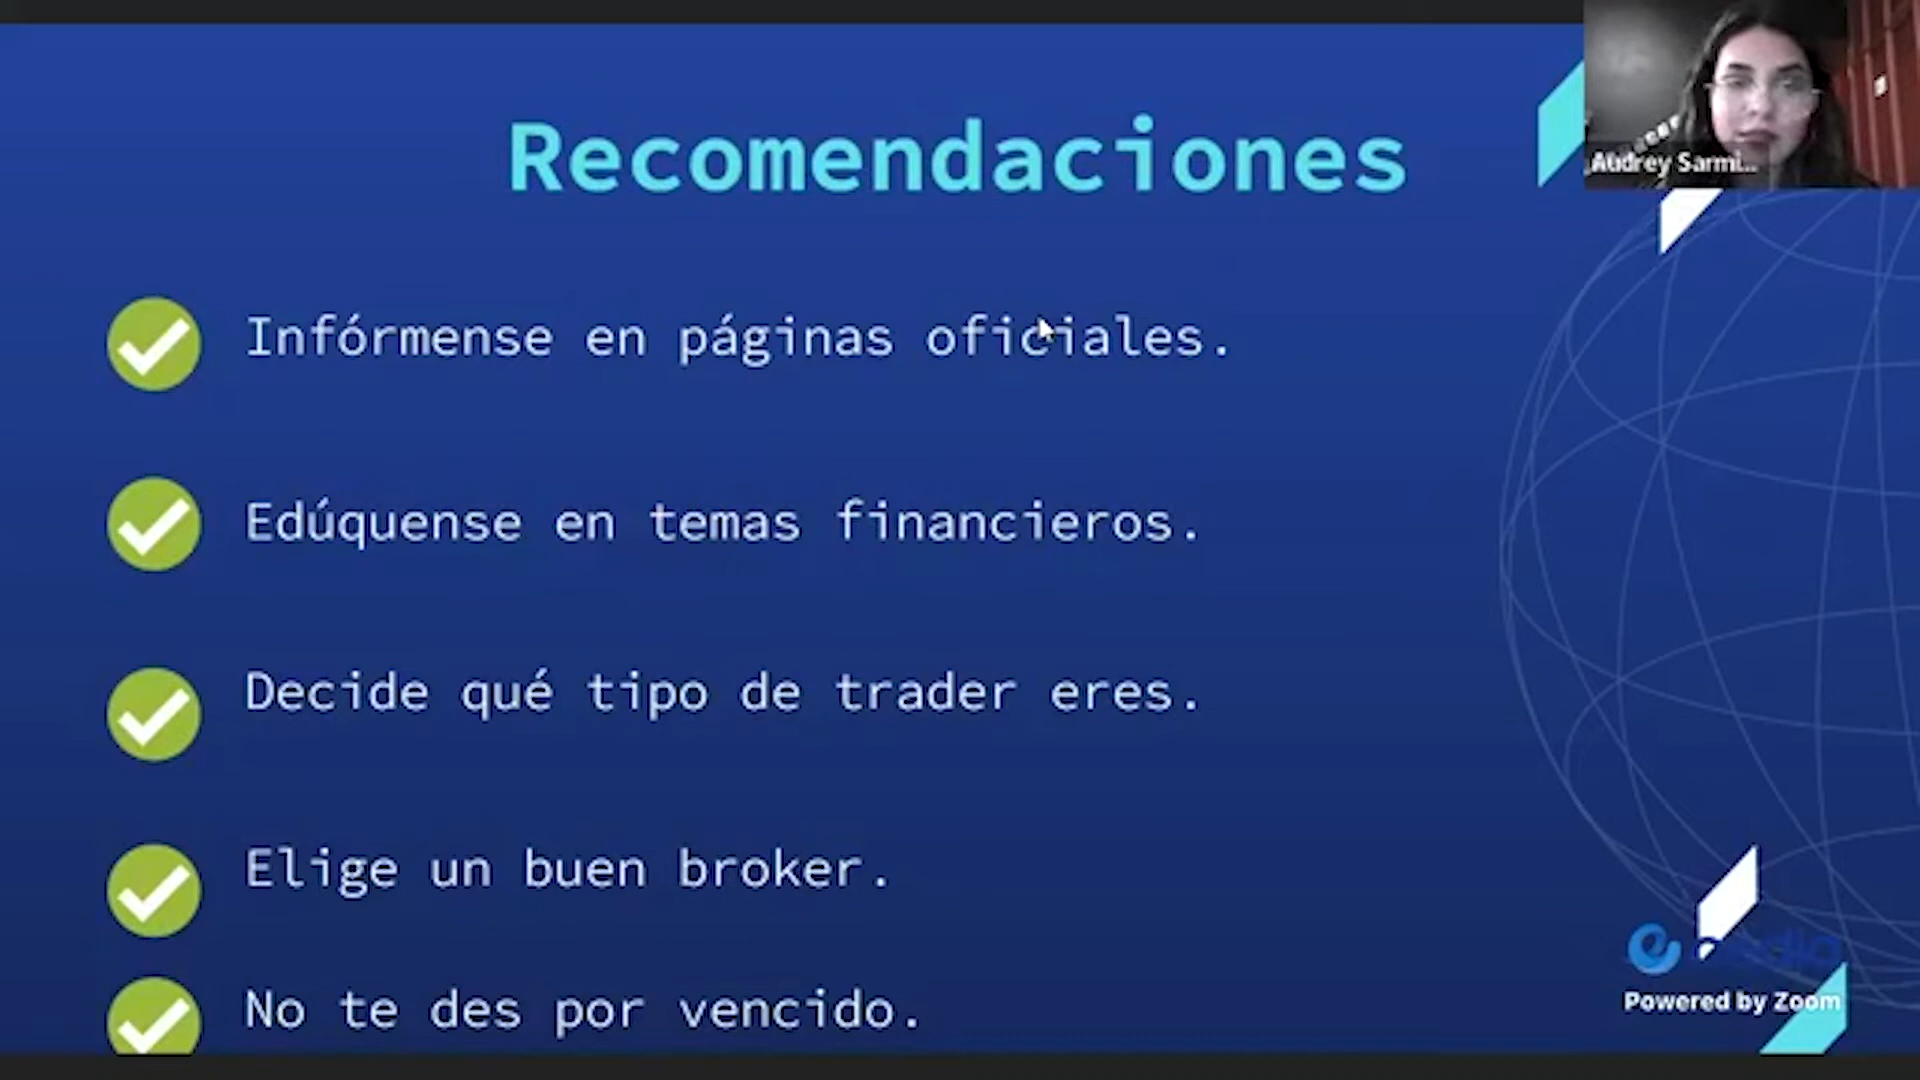 Recomendaciones
Audrey Sarmi...
Infórmense en páginas oficiales.
Edúquense en temas financieros.
Decide qué tipo de trader eres.
Elige un buen broker.
No te des por vencido.
Powered by Zoom